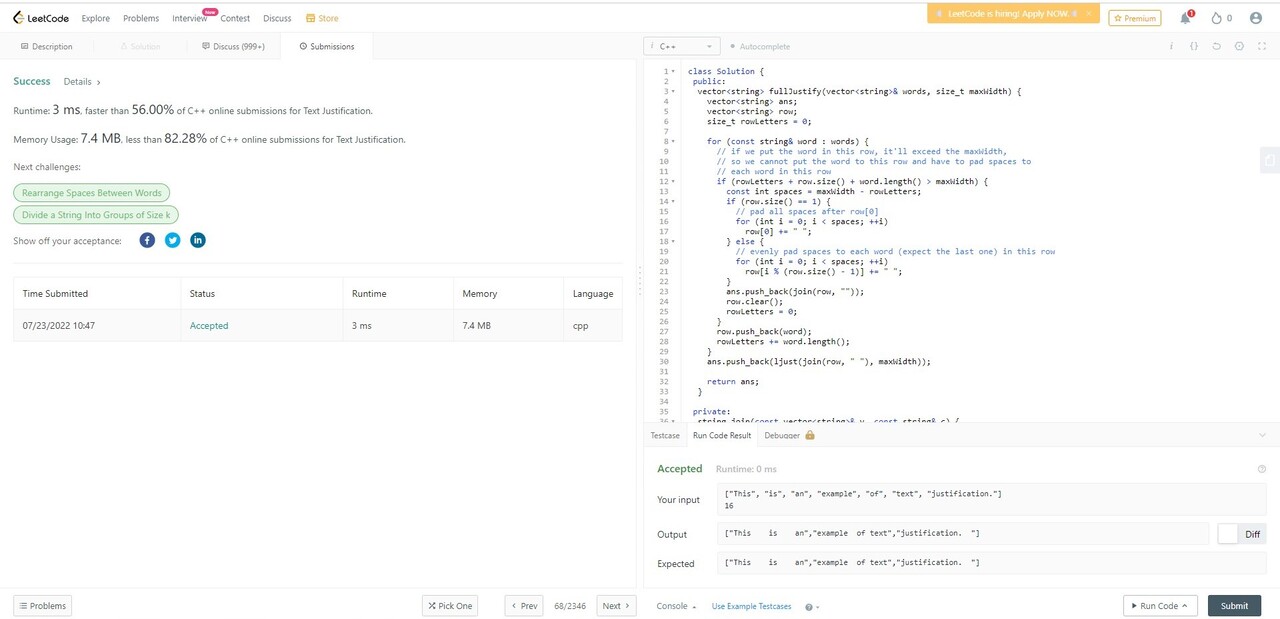 LeetCode Explore Problems Interview New Contest Discuss Store LeetCode is hiring! Apply NOW. × Premium 1 0
Description Solution Discuss (999+) Submissions
Success Details >
Runtime: 3 ms, faster than 56.00% of C++ online submissions for Text Justification.
Memory Usage: 7.4 MB, less than 82.28% of C++ online submissions for Text Justification.
Next challenges:
Rearrange Spaces Between Words
Divide a String Into Groups of Size k
Show off your acceptance:
Time Submitted Status Runtime Memory Language
07/23/2022 10:47 Accepted 3 ms 7.4 MB cpp
Problems Pick One < Prev 68/2346 Next >
i C++ Autocomplete
1 class Solution {
2 public:
3 vector<string> fullJustify(vector<string>& words, size_t maxWidth) {
4 vector<string> ans;
5 vector<string> row;
6 size_t rowLetters = 0;
7
8 for (const string& word : words) {
9 // if we put the word in this row, it'll exceed the maxWidth,
10 // so we cannot put the word to this row and have to pad spaces to
11 // each word in this row
12 if (rowLetters + row.size() + word.length() > maxWidth) {
13 const int spaces = maxWidth - rowLetters;
14 if (row.size() == 1) {
15 // pad all spaces after row[0]
16 for (int i = 0; i < spaces; ++i)
17 row[0] += " ";
18 } else {
19 // evenly pad spaces to each word (expect the last one) in this row
20 for (int i = 0; i < spaces; ++i)
21 row[i % (row.size() - 1)] += " ";
22 }
23 ans.push_back(join(row, ""));
24 row.clear();
25 rowLetters = 0;
26 }
27 row.push_back(word);
28 rowLetters += word.length();
29 }
30 ans.push_back(ljust(join(row, " "), maxWidth));
31
32 return ans;
33 }
34
35 private:
36 string join(const vector<string>& v, const string& c) {
Testcase Run Code Result Debugger
Accepted Runtime: 0 ms
Your input
["This", "is", "an", "example", "of", "text", "justification."]
16
Output ["This    is    an","example  of text","justification.  "] Diff
Expected ["This    is    an","example  of text","justification.  "]
Console Use Example Testcases Run Code Submit